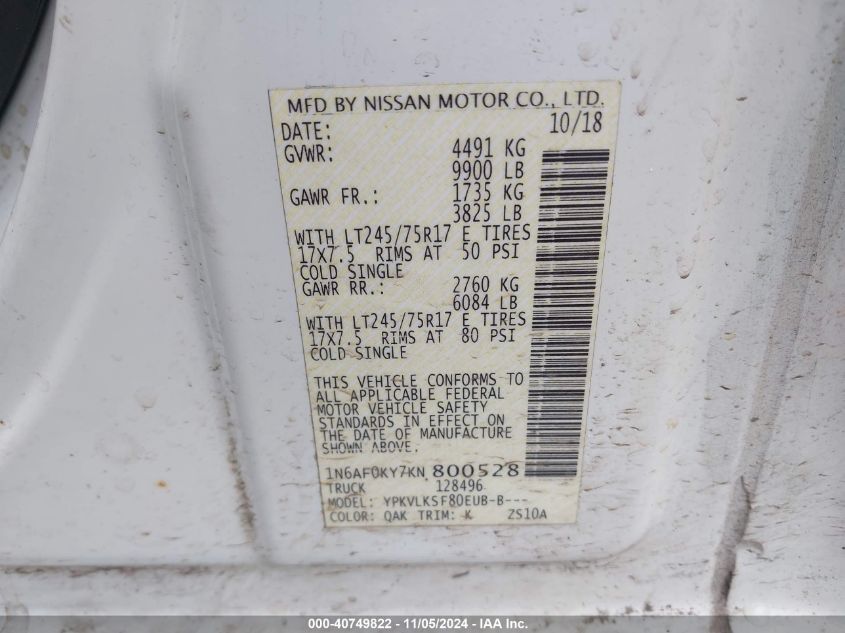 MFD BY NISSAN MOTOR CO., LTD.
DATE: 10/18
GVWR: 4491 KG
9900 LB
GAWR FR.: 1735 KG
3825 LB
WITH LT245/75R17 E TIRES
17X7.5 RIMS AT 50 PSI
COLD SINGLE
GAWR RR.: 2760 KG
6084 LB
WITH LT245/75R17 E TIRES
17X7.5 RIMS AT 80 PSI
COLD SINGLE
THIS VEHICLE CONFORMS TO
ALL APPLICABLE FEDERAL
MOTOR VEHICLE SAFETY
STANDARDS IN EFFECT ON
THE DATE OF MANUFACTURE
SHOWN ABOVE.
1N6AF0KY7KN 800528
TRUCK 128496
MODEL: YPKVLKSF80EUB-B---
COLOR: QAK TRIM: K ZS10A
000-40749822 - 11/05/2024 - IAA Inc.